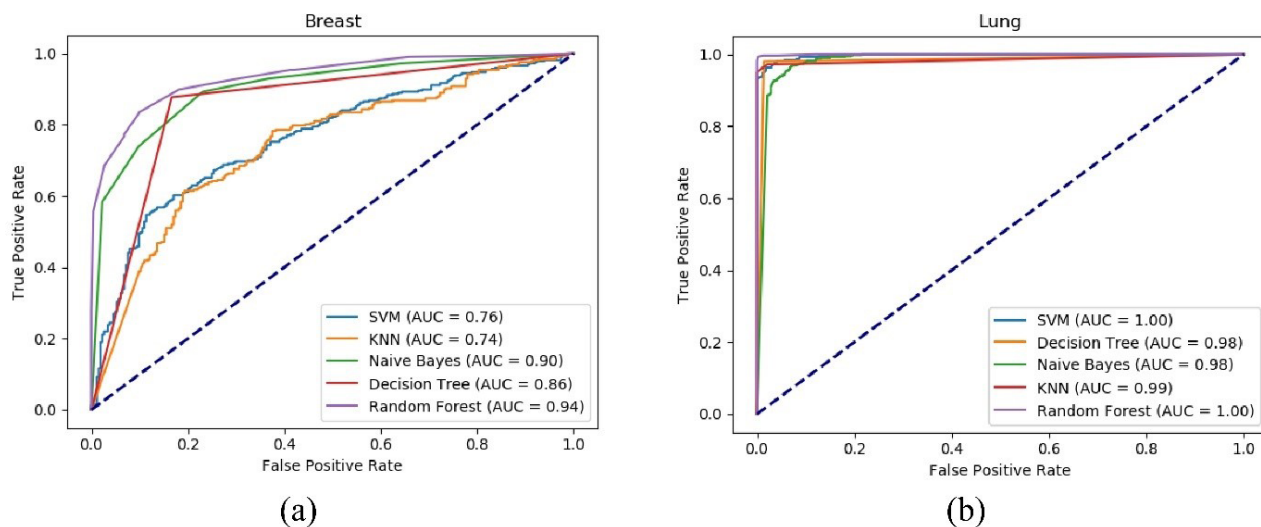 Breast
True Positive Rate
1.0
0.8
0.6
0.4
0.2
0.0
SVM (AUC = 0.76)
KNN (AUC = 0.74)
Naive Bayes (AUC = 0.90)
Decision Tree (AUC = 0.86)
Random Forest (AUC = 0.94)
0.0 0.2 0.4 0.6 0.8 1.0
False Positive Rate
(a)
Lung
True Positive Rate
1.0
0.8
0.6
0.4
0.2
0.0
SVM (AUC = 1.00)
Decision Tree (AUC = 0.98)
Naive Bayes (AUC = 0.98)
KNN (AUC = 0.99)
Random Forest (AUC = 1.00)
0.0 0.2 0.4 0.6 0.8 1.0
False Positive Rate
(b)